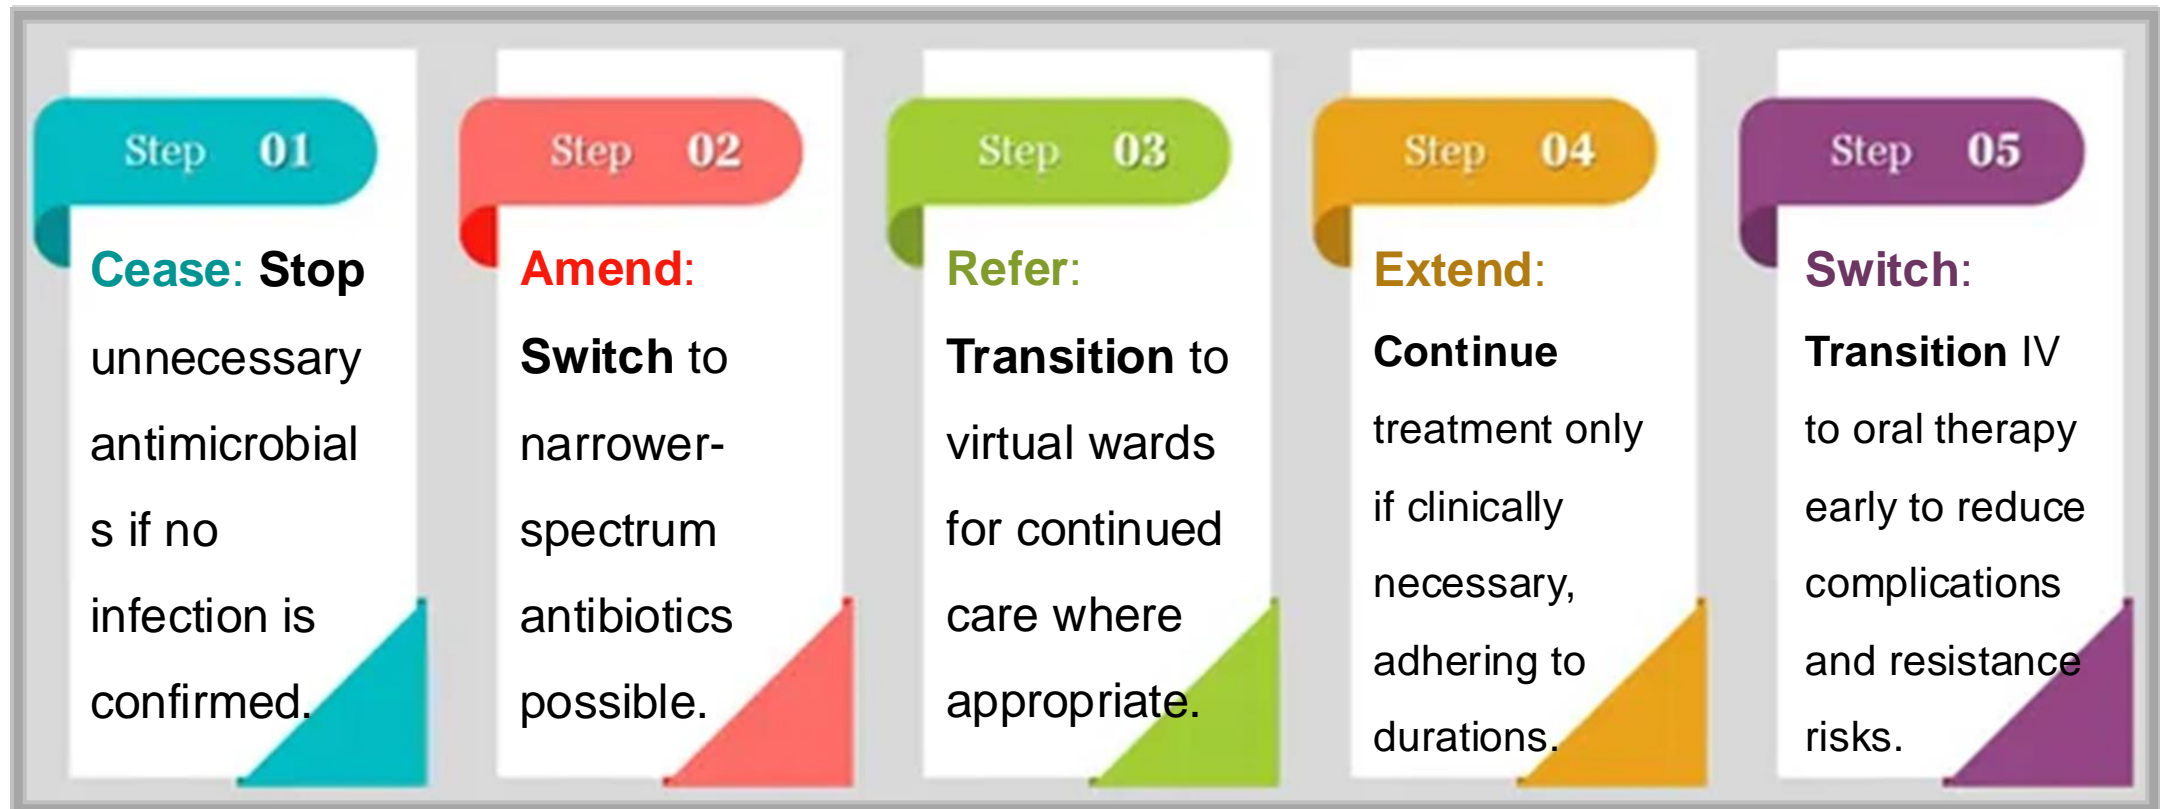 Step 01
Cease: Stop
unnecessary
antimicrobial
s if no
infection is
confirmed.
Step 02
Amend:
Switch to
narrower-
spectrum
antibiotics
possible.
Step 03
Refer:
Transition to
virtual wards
for continued
care where
appropriate.
Step 04
Extend:
Continue
treatment only
if clinically
necessary,
adhering to
durations.
Step 05
Switch:
Transition IV
to oral therapy
early to reduce
complications
and resistance
risks.